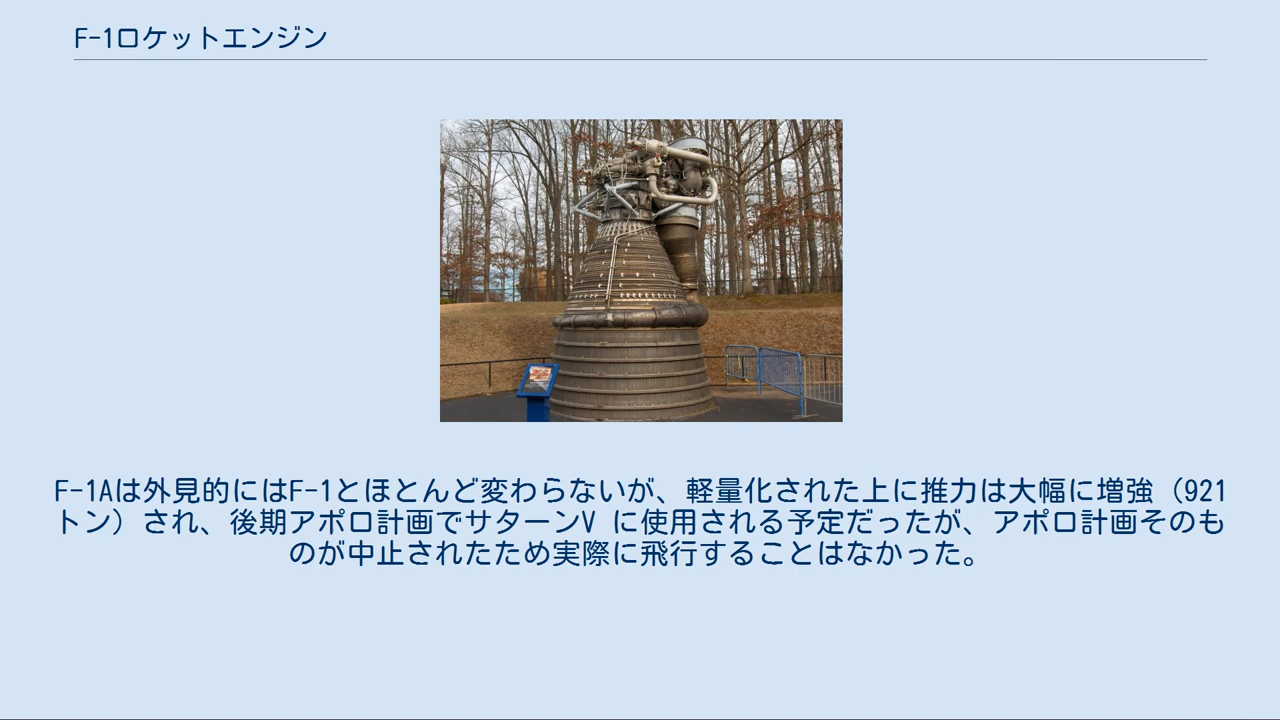 F-1ロケットエンジン
F-1Aは外見的にはF-1とほとんど変わらないが、軽量化された上に推力は大幅に増強（921
トン）され、後期アポロ計画でサターンV に使用される予定だったが、アポロ計画そのも
のが中止されたため実際に飛行することはなかった。